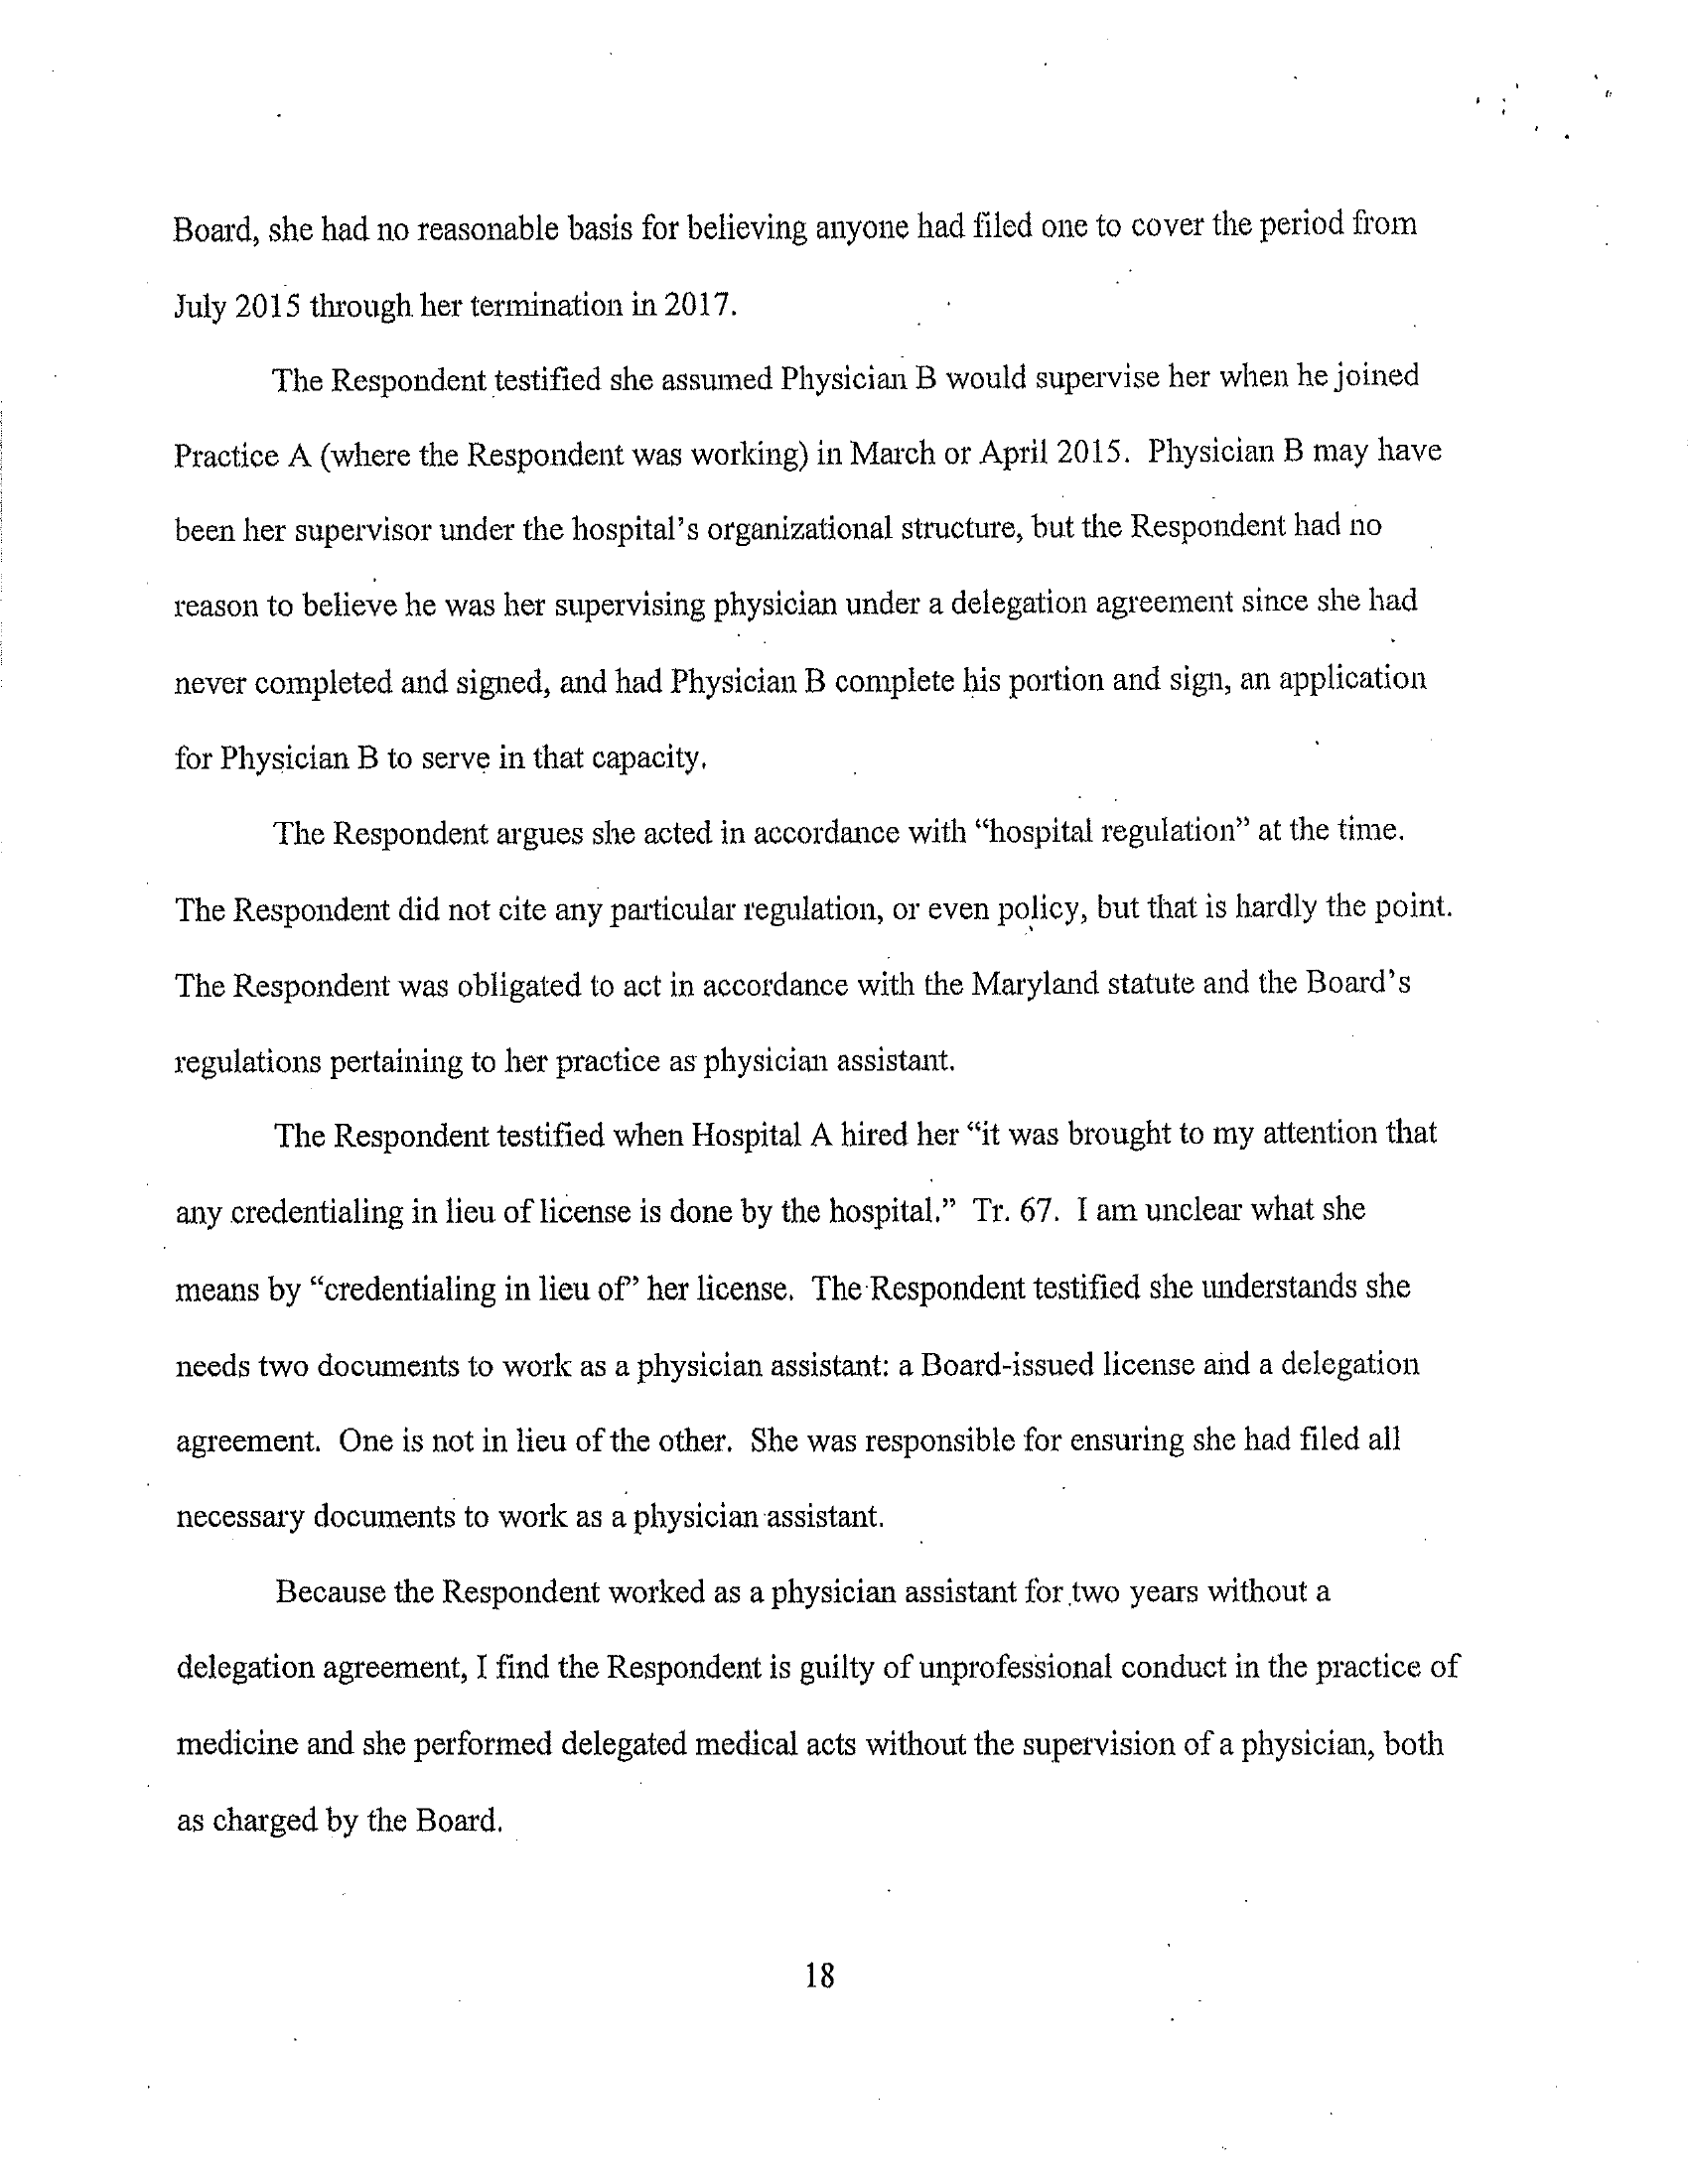 Board, she had no reasonable basis for believing anyone had filed one to cover the period from
July 2015 through her termination in 2017.
The Respondent testified she assumed Physician B would supervise her when he joined
Practice A (where the Respondent was working) in March or April 2015. Physician B may have
been her supervisor under the hospital's organizational structure, but the Respondent had no
reason to believe he was her supervising physician under a delegation agreement since she had
never completed and signed, and had Physician B complete his portion and sign, an application
for Physician B to serve in that capacity.
The Respondent argues she acted in accordance with “hospital regulation” at the time.
The Respondent did not cite any particular regulation, or even policy, but that is hardly the point.
The Respondent was obligated to act in accordance with the Maryland statute and the Board's
regulations pertaining to her practice as physician assistant.
The Respondent testified when Hospital A hired her “it was brought to my attention that
any credentialing in lieu of license is done by the hospital.” Tr. 67. I am unclear what she
means by “credentialing in lieu of” her license. The Respondent testified she understands she
needs two documents to work as a physician assistant: a Board-issued license and a delegation
agreement. One is not in lieu of the other. She was responsible for ensuring she had filed all
necessary documents to work as a physician assistant.
Because the Respondent worked as a physician assistant for two years without a
delegation agreement, I find the Respondent is guilty of unprofessional conduct in the practice of
medicine and she performed delegated medical acts without the supervision of a physician, both
as charged by the Board.
18